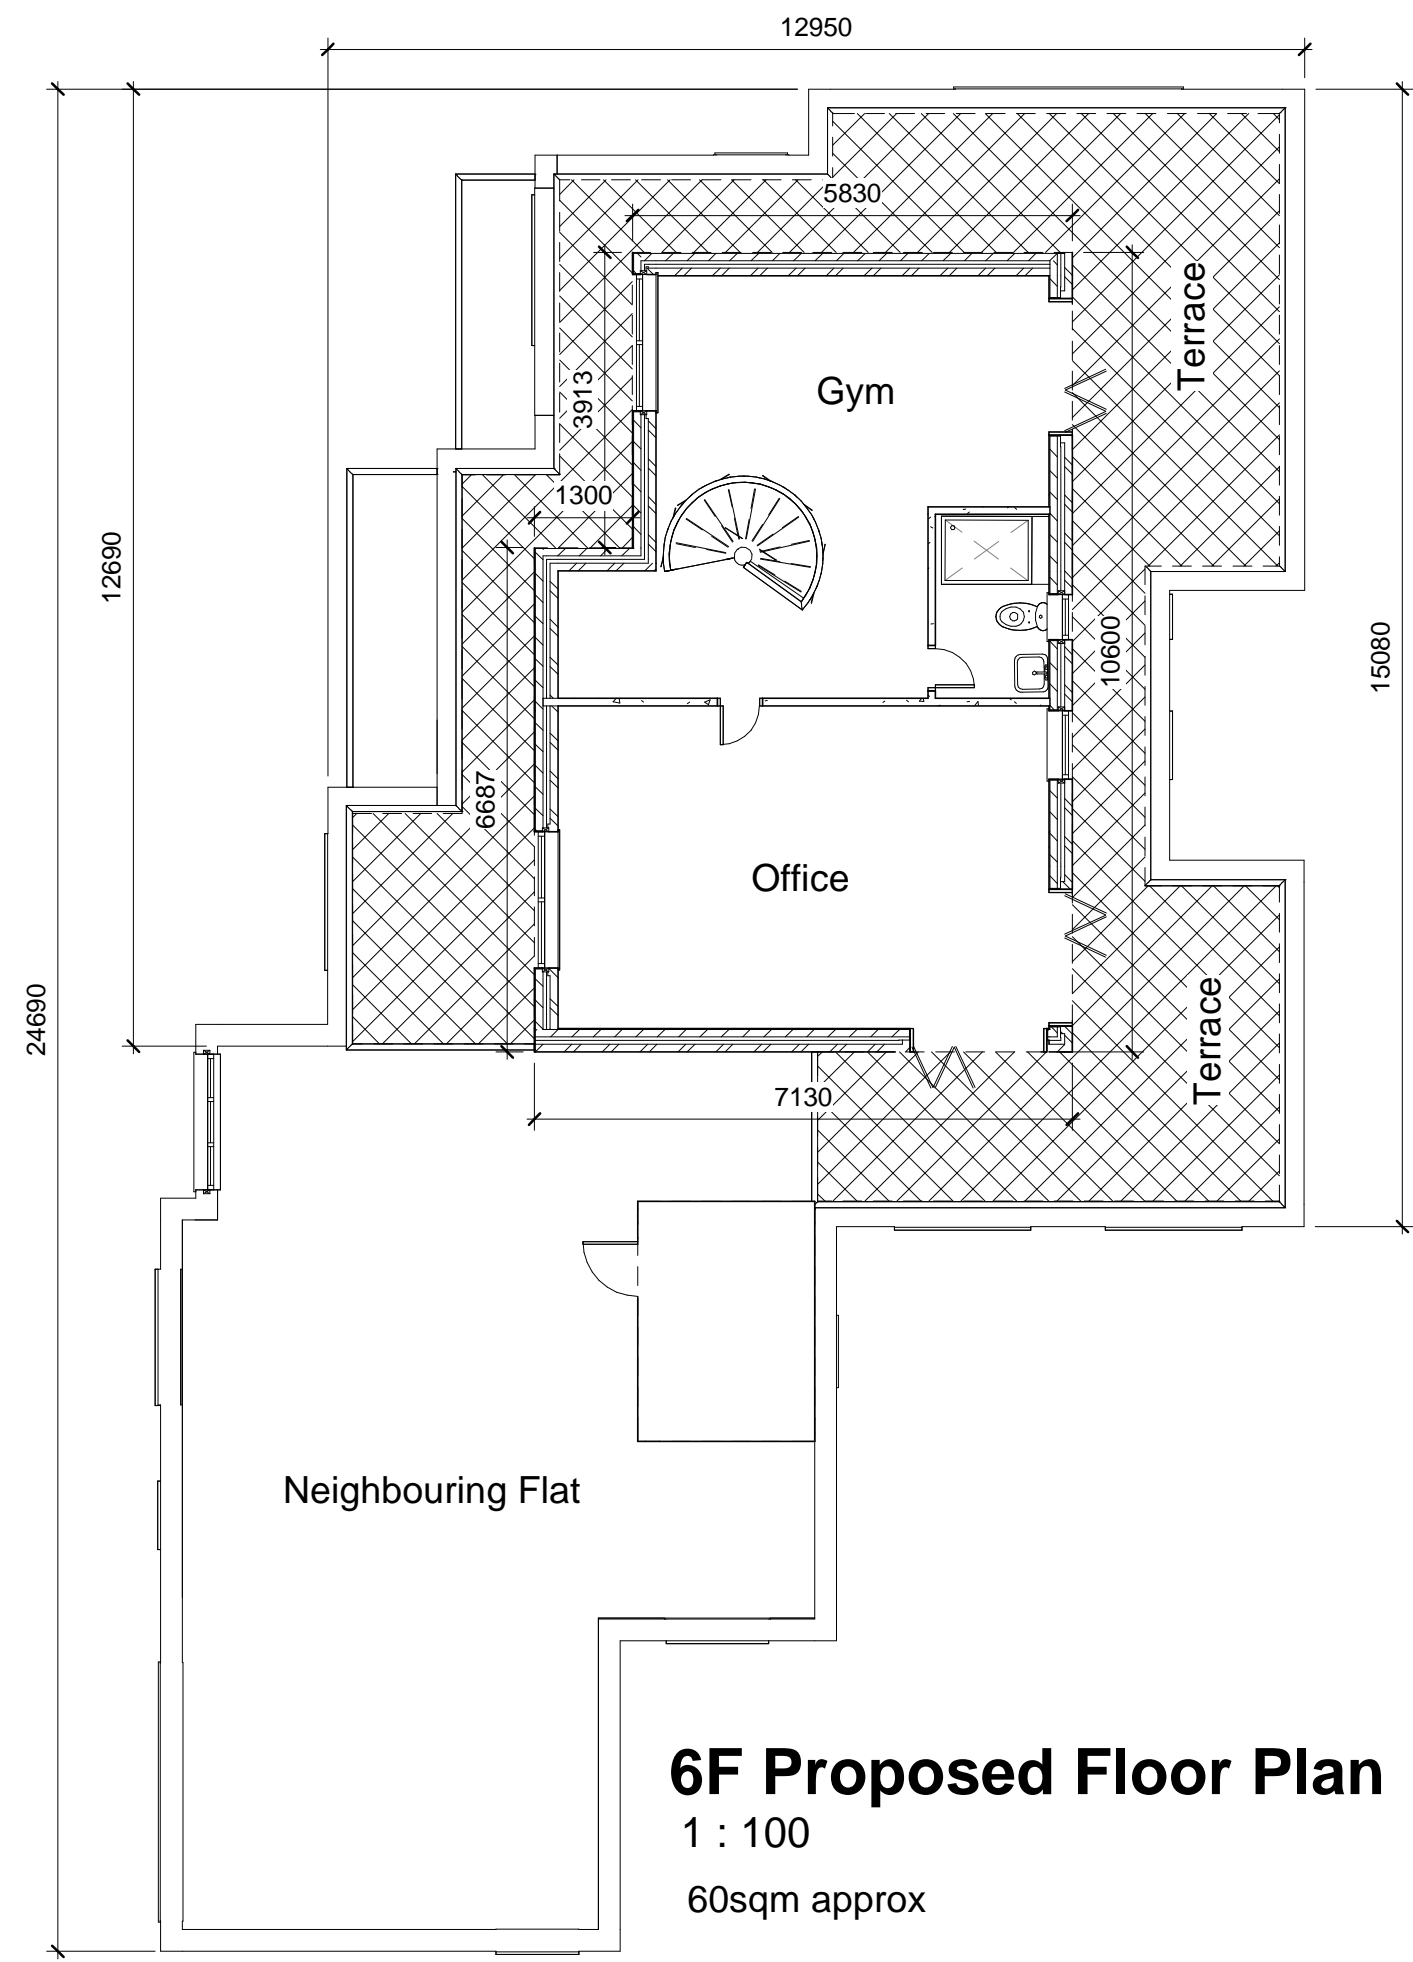 12950
5830
Terrace
3913
Gym
1300
12690
10600
15080
6687
Office
24690
Terrace
7130
Neighbouring Flat
6F Proposed Floor Plan
1 : 100
60sqm approx